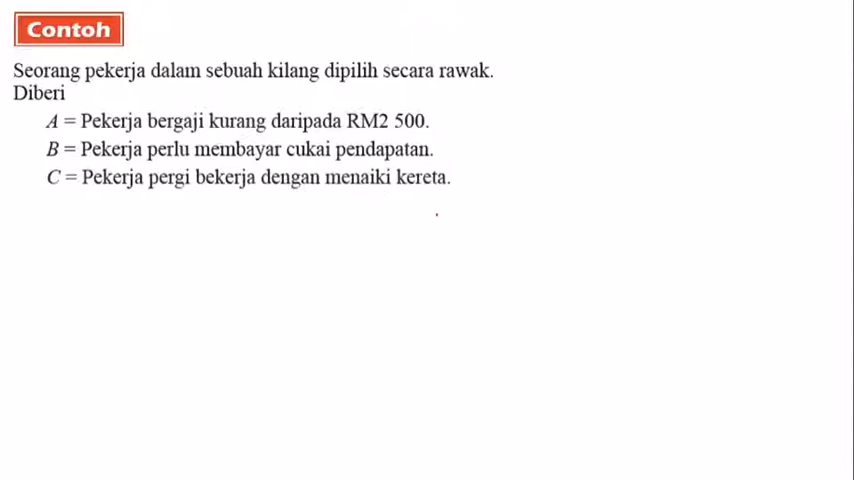 Contoh
Seorang pekerja dalam sebuah kilang dipilih secara rawak.
Diberi
A = Pekerja bergaji kurang daripada RM2 500.
B = Pekerja perlu membayar cukai pendapatan.
C = Pekerja pergi bekerja dengan menaiki kereta.